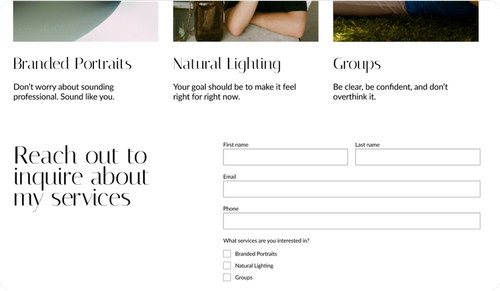 Branded Portraits
Don't worry about sounding
professional. Sound like you.
Natural Lighting
Your goal should be to make it feel
right for right now.
Groups
Be clear, be confident, and don't
overthink it.
Reach out to
inquire about
my services
First name
Last name
Email
Phone
What services are you interested in?
Branded Portraits
Natural Lighting
Groups